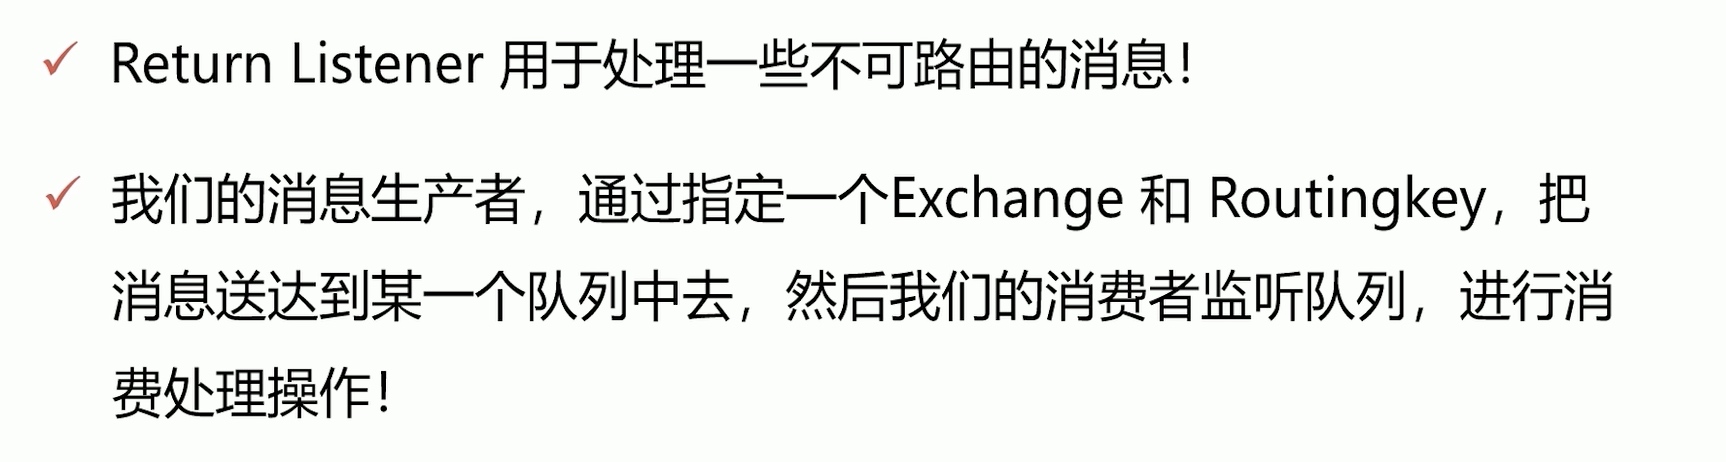 ✓ Return Listener 用于处理一些不可路由的消息！
✓ 我们的消息生产者，通过指定一个Exchange 和 Routingkey，把
消息送达到某一个队列中去，然后我们的消费者监听队列，进行消
费处理操作！